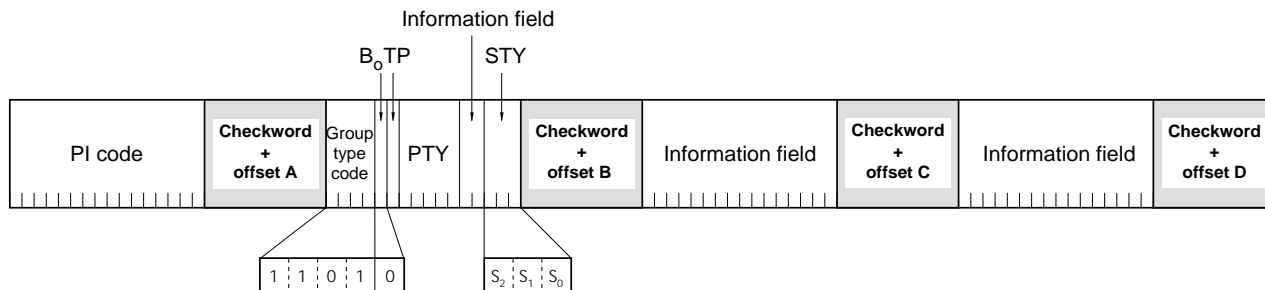 Information field
BₒTP
STY
PI code
Checkword
+
offset A
Group
type
code
PTY
Checkword
+
offset B
Information field
Checkword
+
offset C
Information field
Checkword
+
offset D
1 1 0 1 0
S₂ S₁ S₀